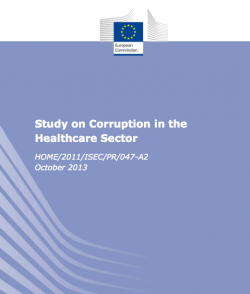 European
Commission
Study on Corruption in the
Healthcare Sector
HOME/2011/ISEC/PR/047-A2
October 2013